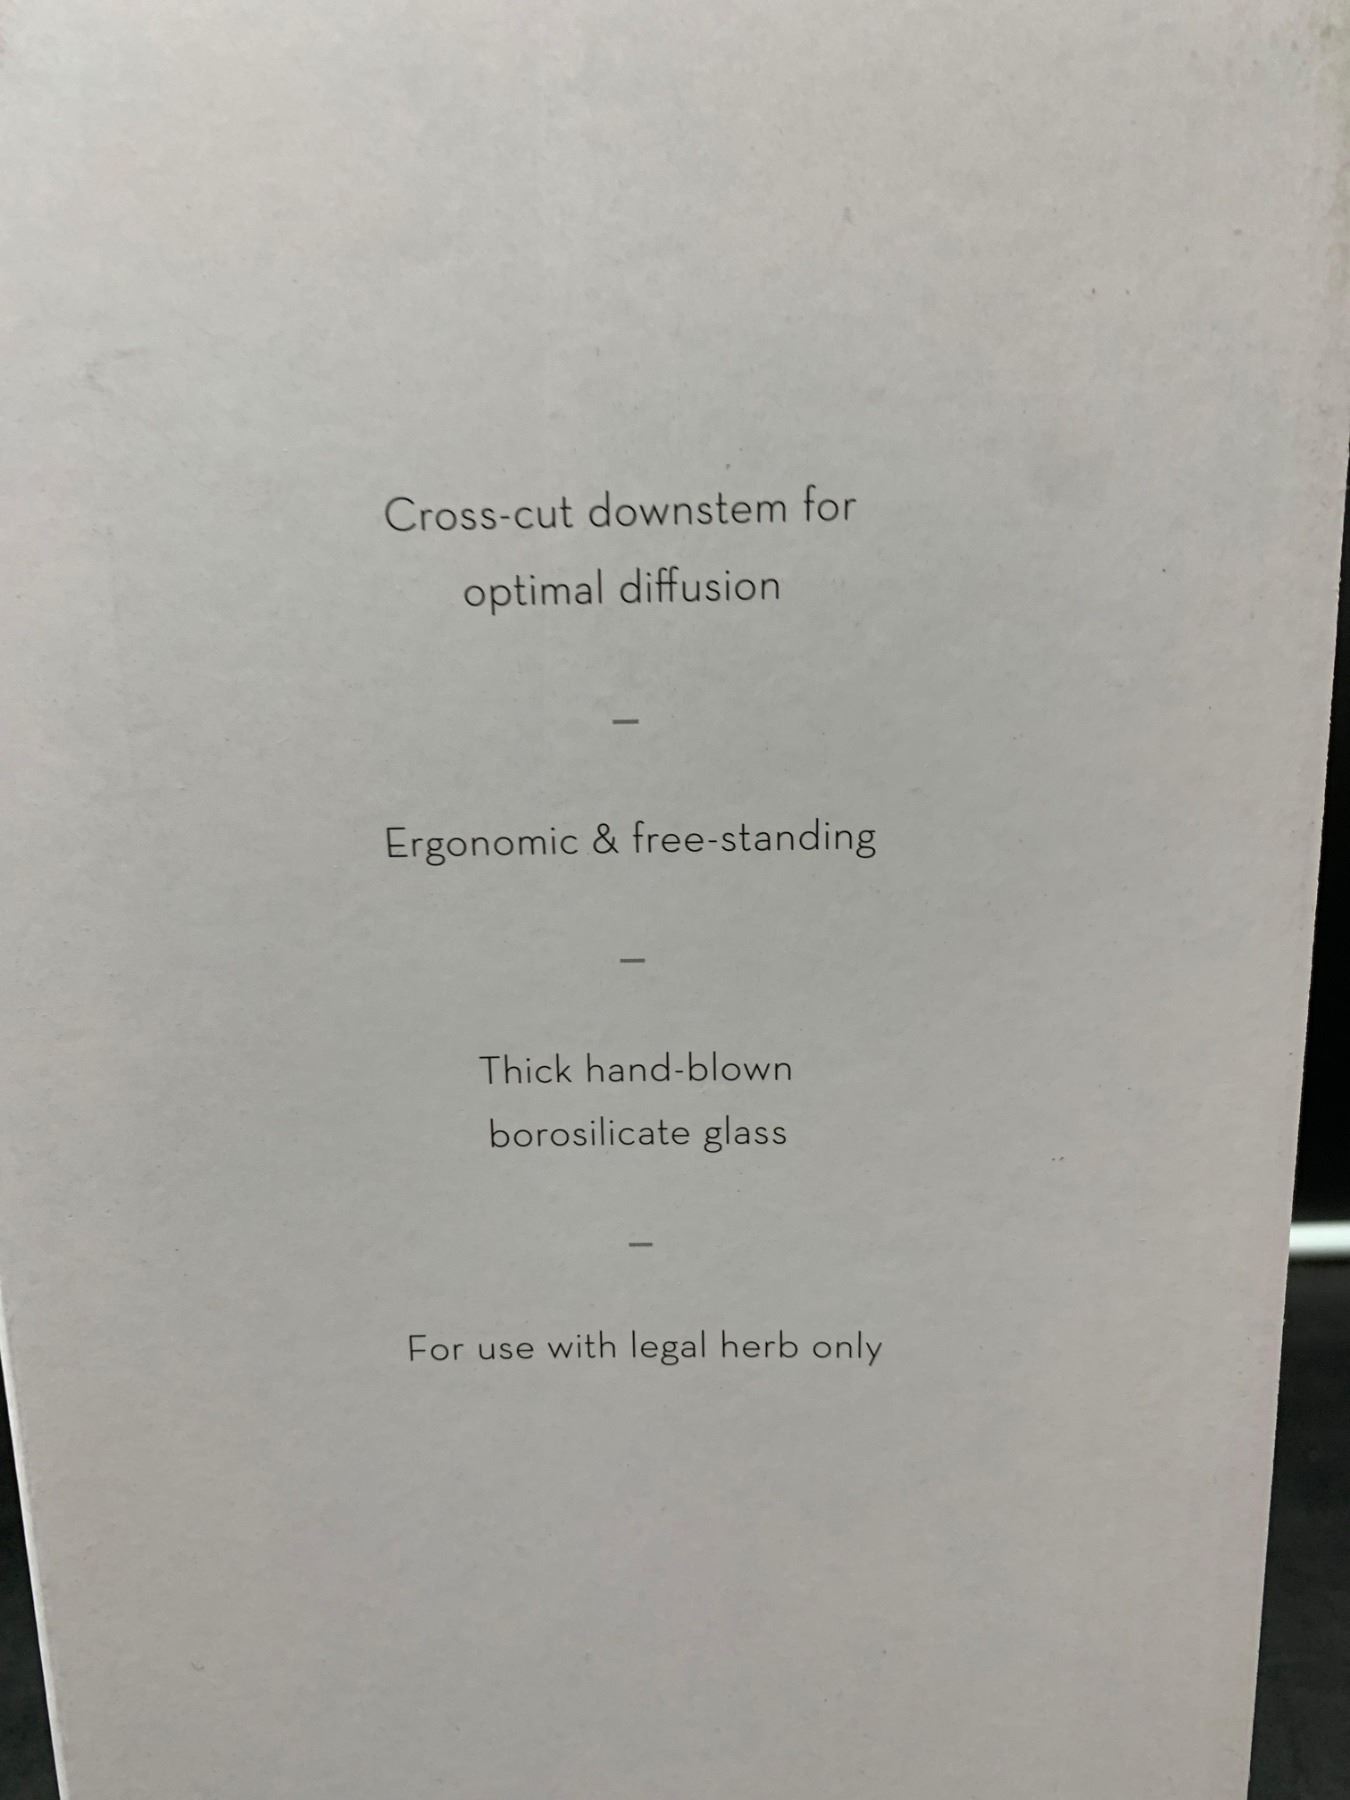 Cross-cut downstem for
optimal diffusion
–
Ergonomic & free-standing
–
Thick hand-blown
borosilicate glass
–
For use with legal herb only